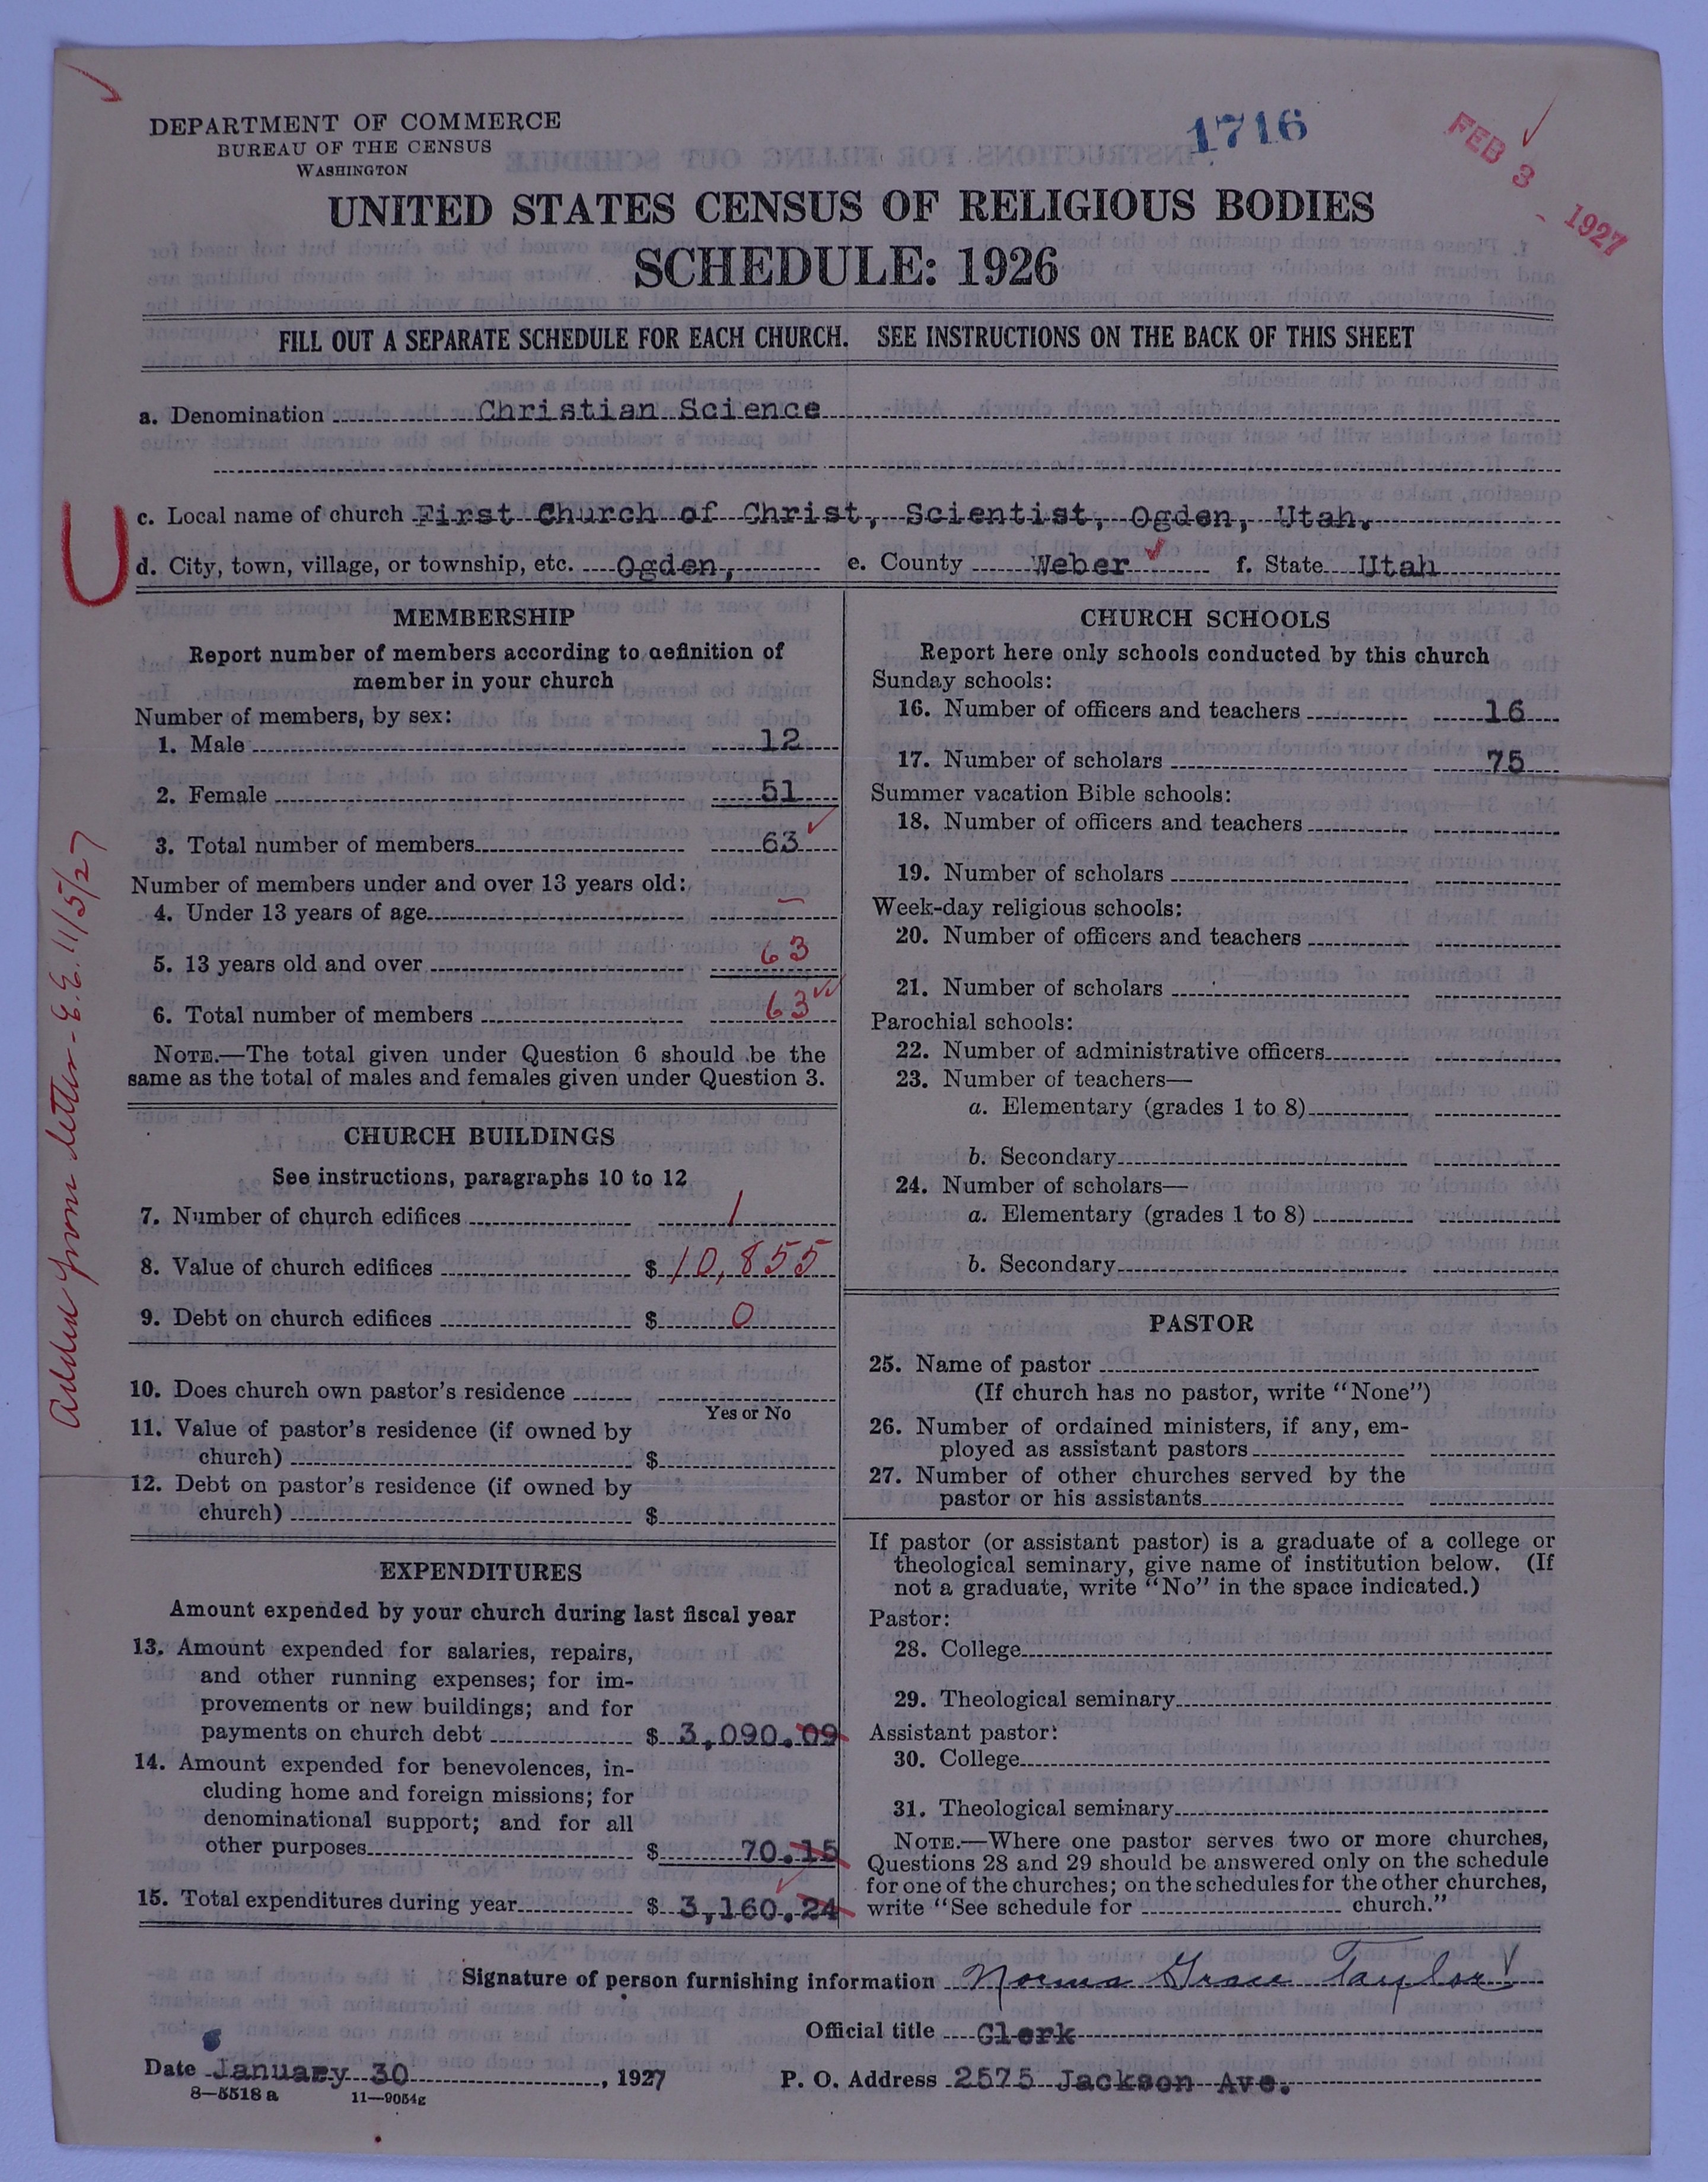 DEPARTMENT OF COMMERCE
BUREAU OF THE CENSUS
WASHINGTON
1716
FEB 3 - 1927
UNITED STATES CENSUS OF RELIGIOUS BODIES
SCHEDULE: 1926
FILL OUT A SEPARATE SCHEDULE FOR EACH CHURCH. SEE INSTRUCTIONS ON THE BACK OF THIS SHEET
a. Denomination Christian Science
c. Local name of church First Church of Christ, Scientist, Ogden, Utah.
d. City, town, village, or township, etc. Ogden, e. County Weber f. State Utah
MEMBERSHIP
Report number of members according to definition of
member in your church
Number of members, by sex:
1. Male 12
2. Female 51
3. Total number of members 63
Number of members under and over 13 years old:
4. Under 13 years of age —
5. 13 years old and over 63
6. Total number of members 63
NOTE.—The total given under Question 6 should be the
same as the total of males and females given under Question 3.
CHURCH BUILDINGS
See instructions, paragraphs 10 to 12
7. Number of church edifices 1
8. Value of church edifices $ 10,855
9. Debt on church edifices $ 0
10. Does church own pastor's residence
Yes or No
11. Value of pastor's residence (if owned by
church) $
12. Debt on pastor's residence (if owned by
church) $
EXPENDITURES
Amount expended by your church during last fiscal year
13. Amount expended for salaries, repairs,
and other running expenses; for im-
provements or new buildings; and for
payments on church debt $ 3,090.09
14. Amount expended for benevolences, in-
cluding home and foreign missions; for
denominational support; and for all
other purposes $ 70.15
15. Total expenditures during year $ 3,160.24
Added from letter - E.E. 11/5/27
CHURCH SCHOOLS
Report here only schools conducted by this church
Sunday schools:
16. Number of officers and teachers 16
17. Number of scholars 75
Summer vacation Bible schools:
18. Number of officers and teachers
19. Number of scholars
Week-day religious schools:
20. Number of officers and teachers
21. Number of scholars
Parochial schools:
22. Number of administrative officers
23. Number of teachers—
a. Elementary (grades 1 to 8)
b. Secondary
24. Number of scholars—
a. Elementary (grades 1 to 8)
b. Secondary
PASTOR
25. Name of pastor
(If church has no pastor, write "None")
26. Number of ordained ministers, if any, em-
ployed as assistant pastors
27. Number of other churches served by the
pastor or his assistants
If pastor (or assistant pastor) is a graduate of a college or
theological seminary, give name of institution below. (If
not a graduate, write "No" in the space indicated.)
Pastor:
28. College
29. Theological seminary
Assistant pastor:
30. College
31. Theological seminary
NOTE.—Where one pastor serves two or more churches,
Questions 28 and 29 should be answered only on the schedule
for one of the churches; on the schedules for the other churches,
write "See schedule for church."
Signature of person furnishing information Norma Grace Taylor
Official title Clerk
Date January 30, 1927 P. O. Address 2575 Jackson Ave.
8—5518 a 11—9054g